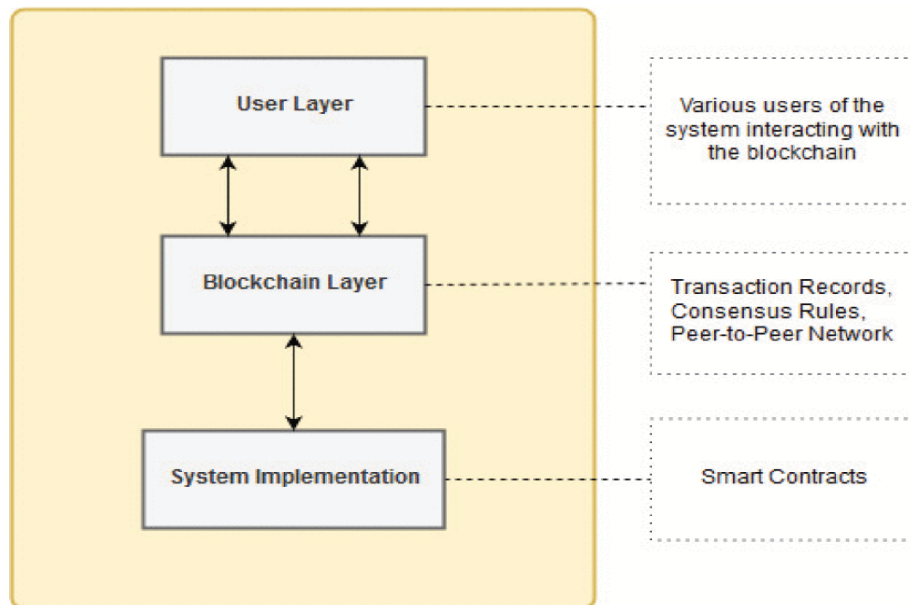 User Layer
Various users of the
system interacting with
the blockchain
Blockchain Layer
Transaction Records,
Consensus Rules,
Peer-to-Peer Network
System Implementation
Smart Contracts